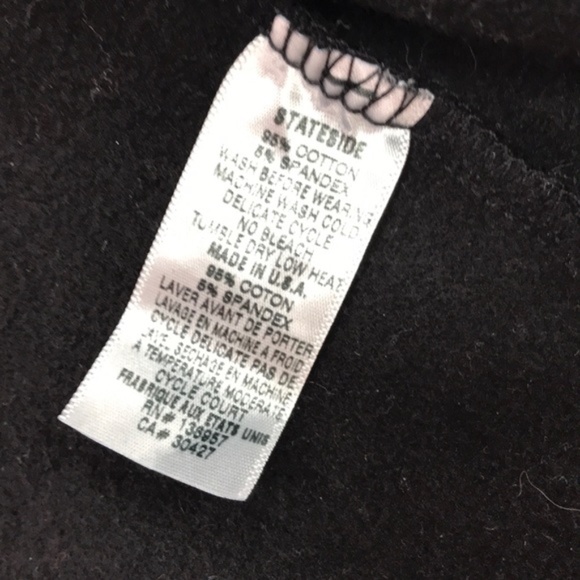 STATESIDE
95% COTTON
5% SPANDEX
WASH BEFORE WEARING
MACHINE WASH COLD
DELICATE CYCLE
NO BLEACH
TUMBLE DRY LOW HEAT
MADE IN U.S.A.
95% COTON
5% SPANDEX
LAVER AVANT DE PORTER
LAVAGE EN MACHINE A FROID
CYCLE DELICATE PAS DE
SECHAGE EN MACHINE
A TEMPERATURE MODERATE
CYCLE COURT
FRABRIQUE AUX ETATS UNIS
RN# 138957
CA# 30427